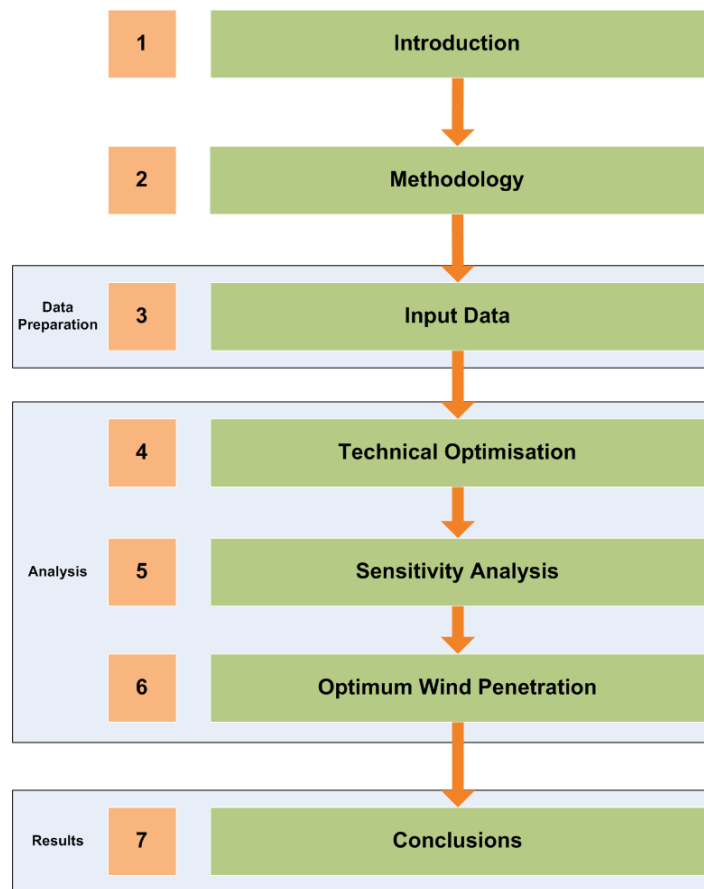 1
Introduction
2
Methodology
Data
Preparation
3
Input Data
4
Technical Optimisation
Analysis
5
Sensitivity Analysis
6
Optimum Wind Penetration
Results
7
Conclusions